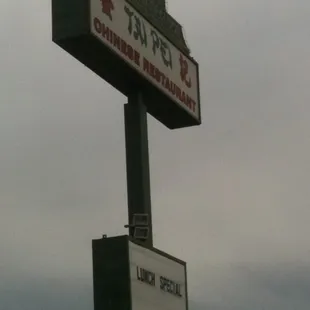 TAI PEI
CHINESE RESTAURANT
LUNCH SPECIAL